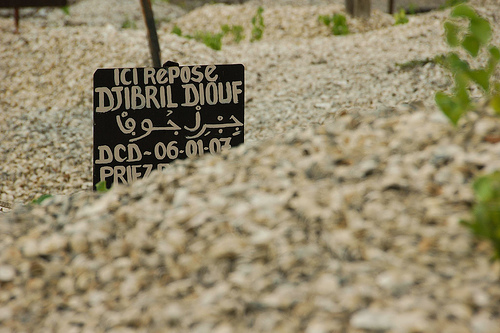 ICI RePOSe
DJIBRIL DIOUF
جبرل جوف
DCD-06-01-03
PRIEZ